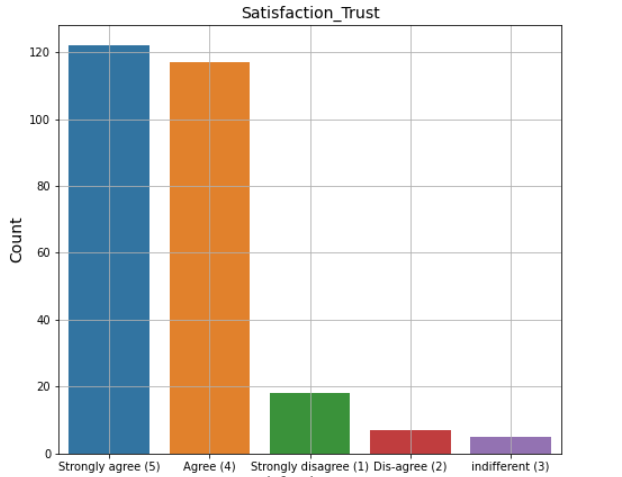 Satisfaction_Trust
120
100
80
60
40
20
0
Count
Strongly agree (5) Agree (4) Strongly disagree (1) Dis-agree (2) indifferent (3)